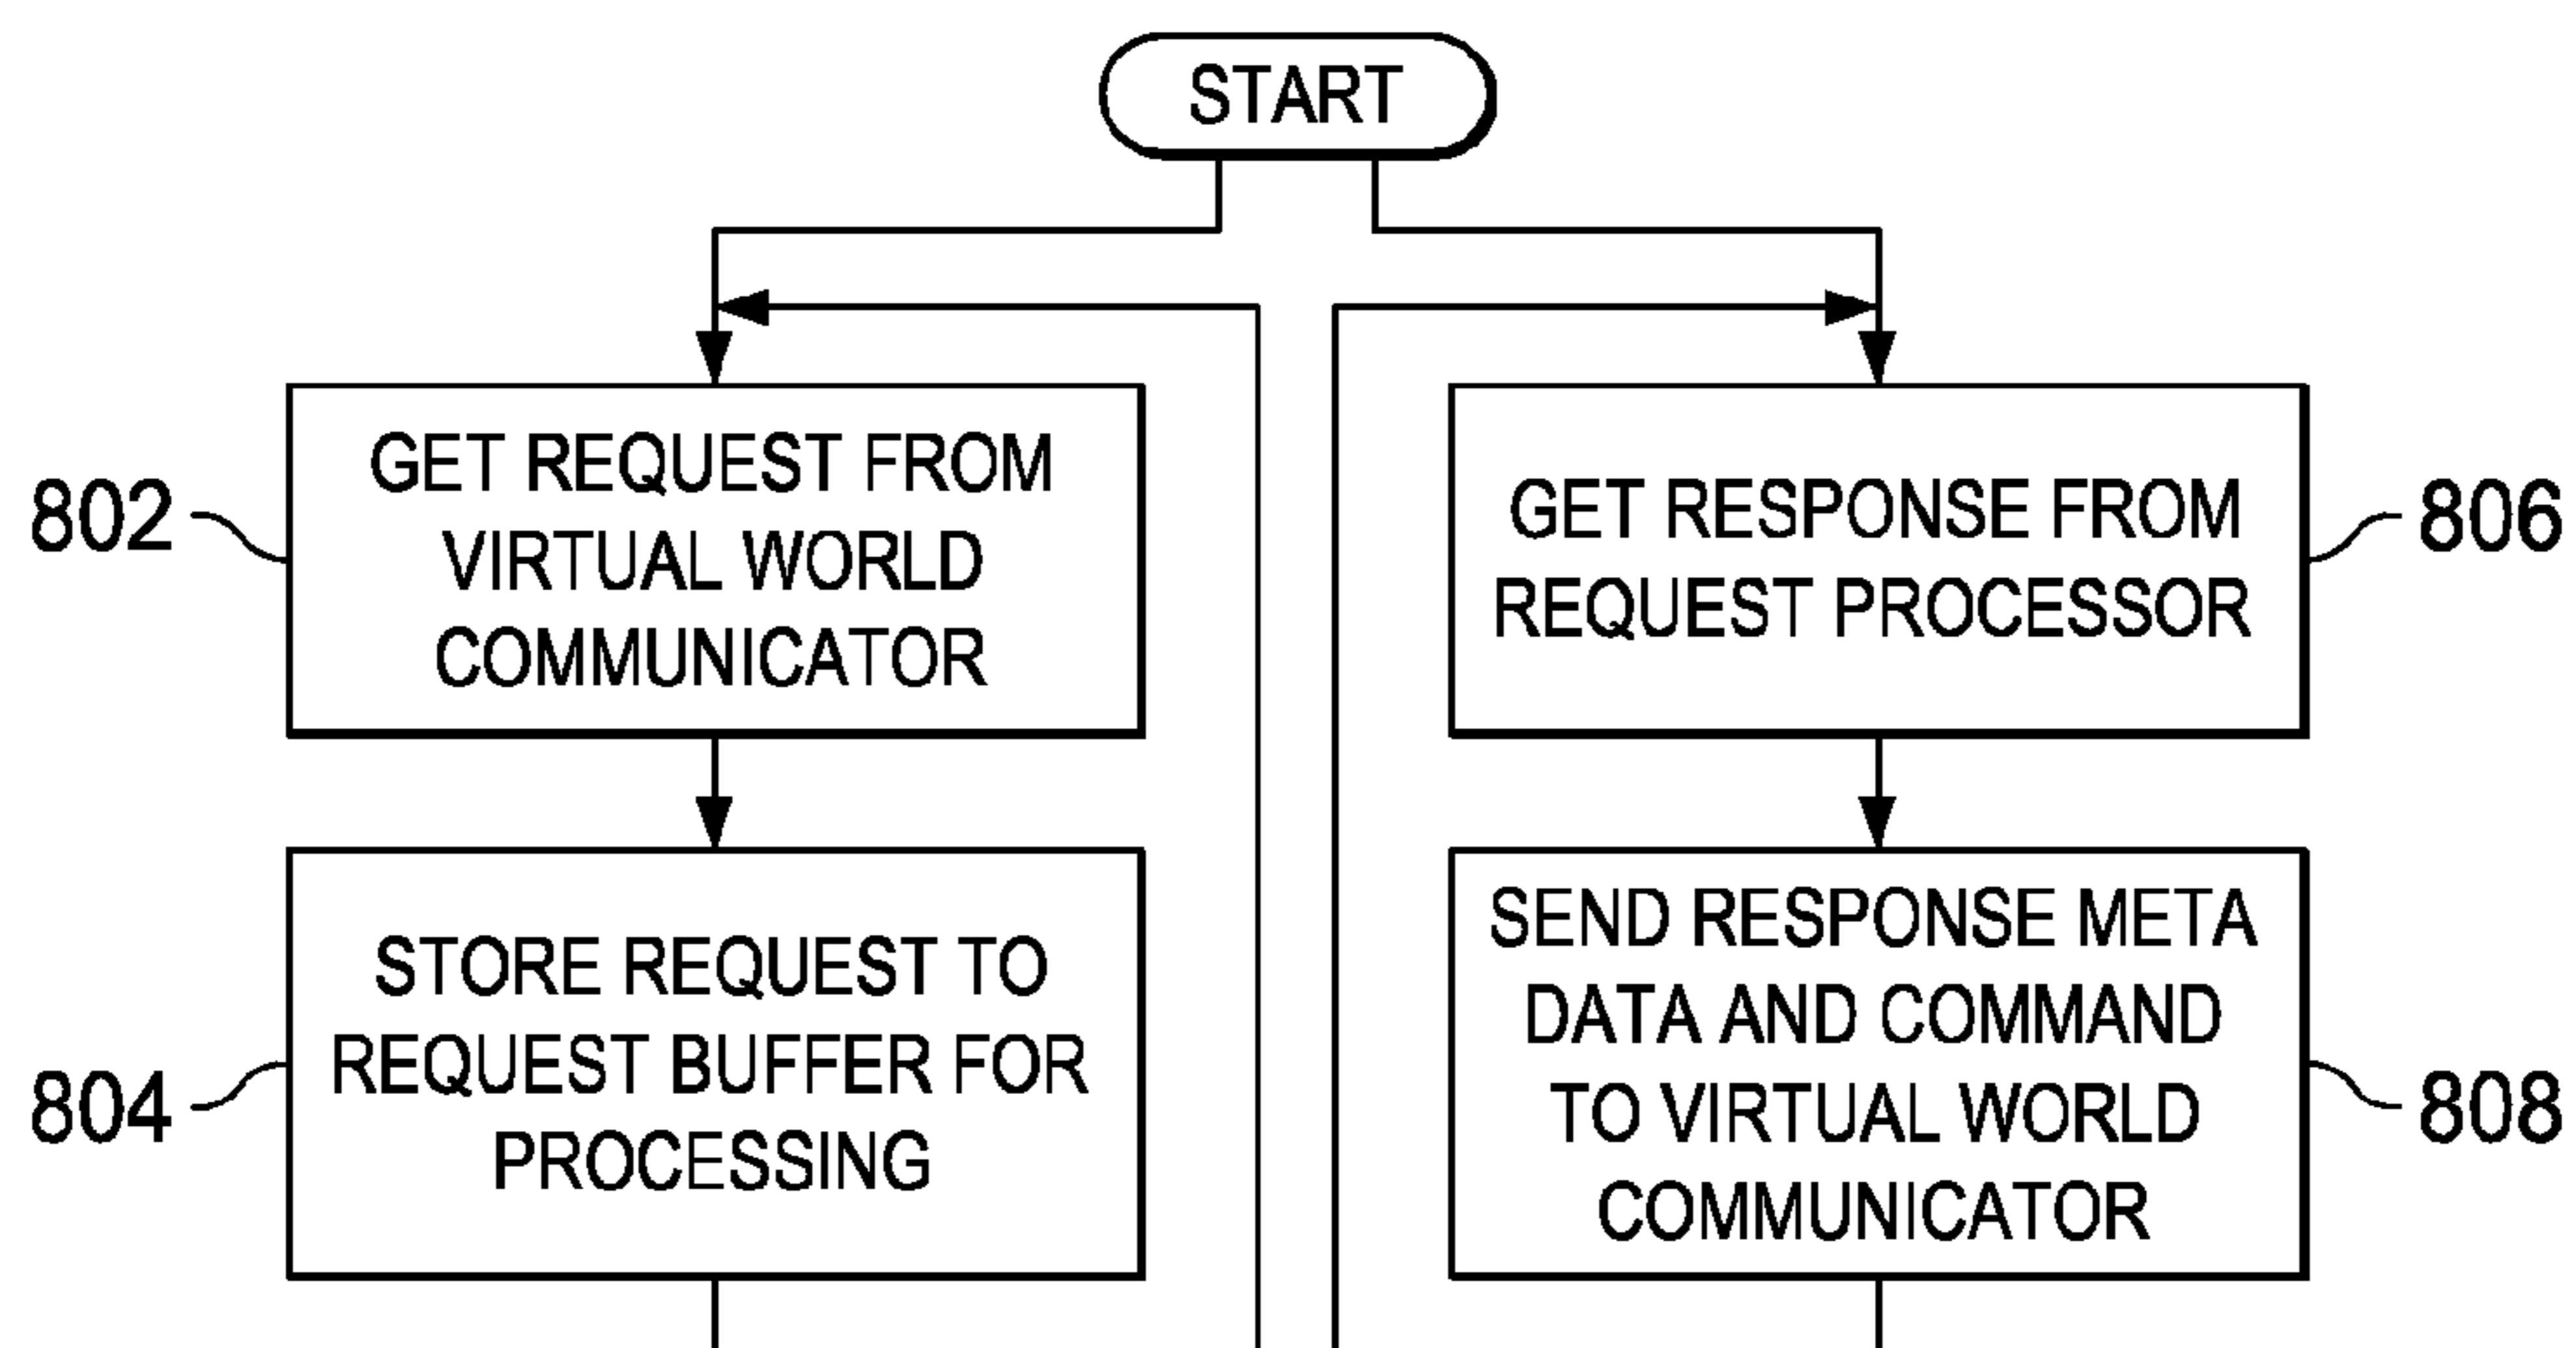 START
802
GET REQUEST FROM
VIRTUAL WORLD
COMMUNICATOR
804
STORE REQUEST TO
REQUEST BUFFER FOR
PROCESSING
GET RESPONSE FROM
REQUEST PROCESSOR
806
SEND RESPONSE META
DATA AND COMMAND
TO VIRTUAL WORLD
COMMUNICATOR
808